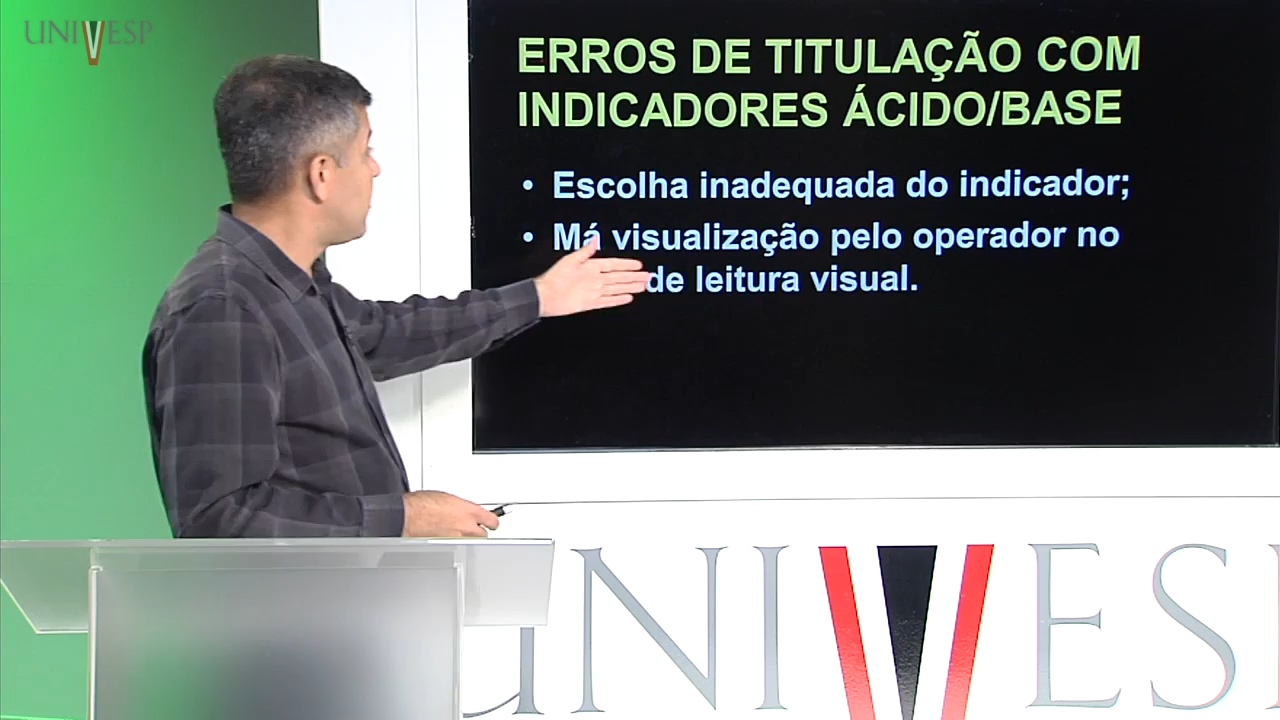 UNIVESP
ERROS DE TITULAÇÃO COM
INDICADORES ÁCIDO/BASE
• Escolha inadequada do indicador;
• Má visualização pelo operador no
de leitura visual.
UNIVESP